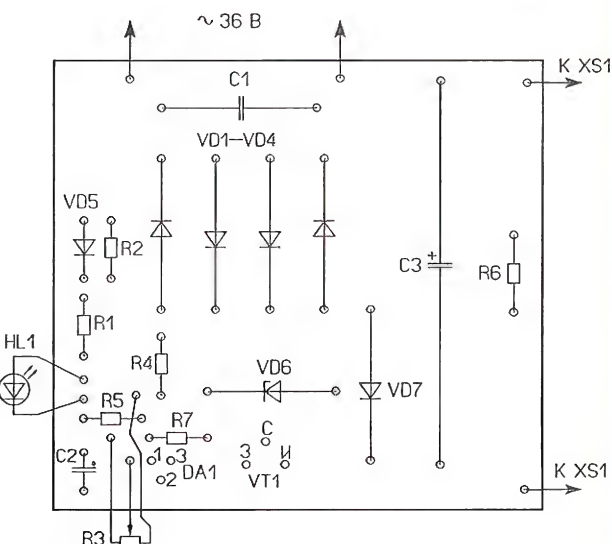 ~ 36 В
К XS1
C1
VD1—VD4
VD5
R2
C3
+
R6
R1
HL1
R4
VD6
VD7
R5
R7
С
C2
+
1
3
2
DA1
З
И
VT1
К XS1
R3